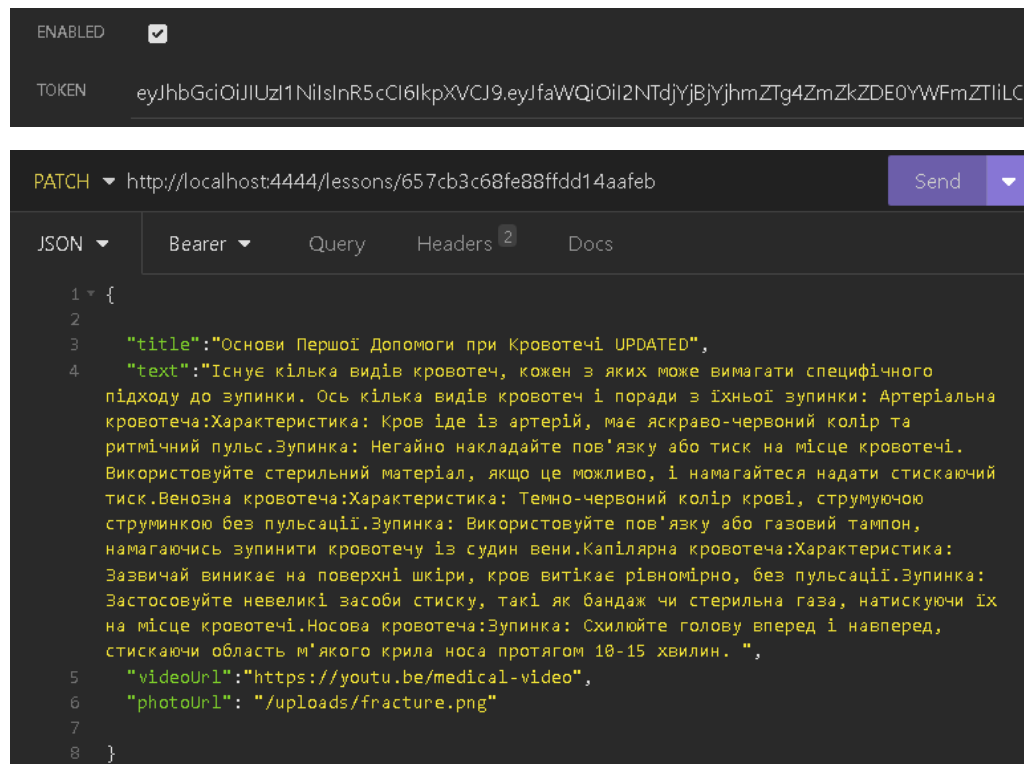 ENABLED
TOKEN eyJhbGciOiJIUzI1NiIsInR5cCI6IkpXVCJ9.eyJfaWQiOiI2NTdjYjBjYjhmZTg4ZmZkZDE0YWFmZTliLC
PATCH http://localhost:4444/lessons/657cb3c68fe88ffdd14aafeb Send
JSON Bearer Query Headers 2 Docs
1 {
2
3 "title":"Основи Першої Допомоги при Кровотечі UPDATED",
4 "text":"Існує кілька видів кровотеч, кожен з яких може вимагати специфічного
підходу до зупинки. Ось кілька видів кровотеч і поради з їхньої зупинки: Артеріальна
кровотеча:Характеристика: Кров іде із артерій, має яскраво-червоний колір та
ритмічний пульс.Зупинка: Негайно накладайте пов'язку або тиск на місце кровотечі.
Використовуйте стерильний матеріал, якщо це можливо, і намагайтеся надати стискаючий
тиск.Венозна кровотеча:Характеристика: Темно-червоний колір крові, струмуючою
струминкою без пульсації.Зупинка: Використовуйте пов'язку або газовий тампон,
намагаючись зупинити кровотечу із судин вени.Капілярна кровотеча:Характеристика:
Зазвичай виникає на поверхні шкіри, кров витікає рівномірно, без пульсації.Зупинка:
Застосовуйте невеликі засоби стиску, такі як бандаж чи стерильна газа, натискуючи їх
на місце кровотечі.Носова кровотеча:Зупинка: Схилюйте голову вперед і навперед,
стискаючи область м'якого крила носа протягом 10-15 хвилин. ",
5 "videoUrl":"https://youtu.be/medical-video",
6 "photoUrl": "/uploads/fracture.png"
7
8 }